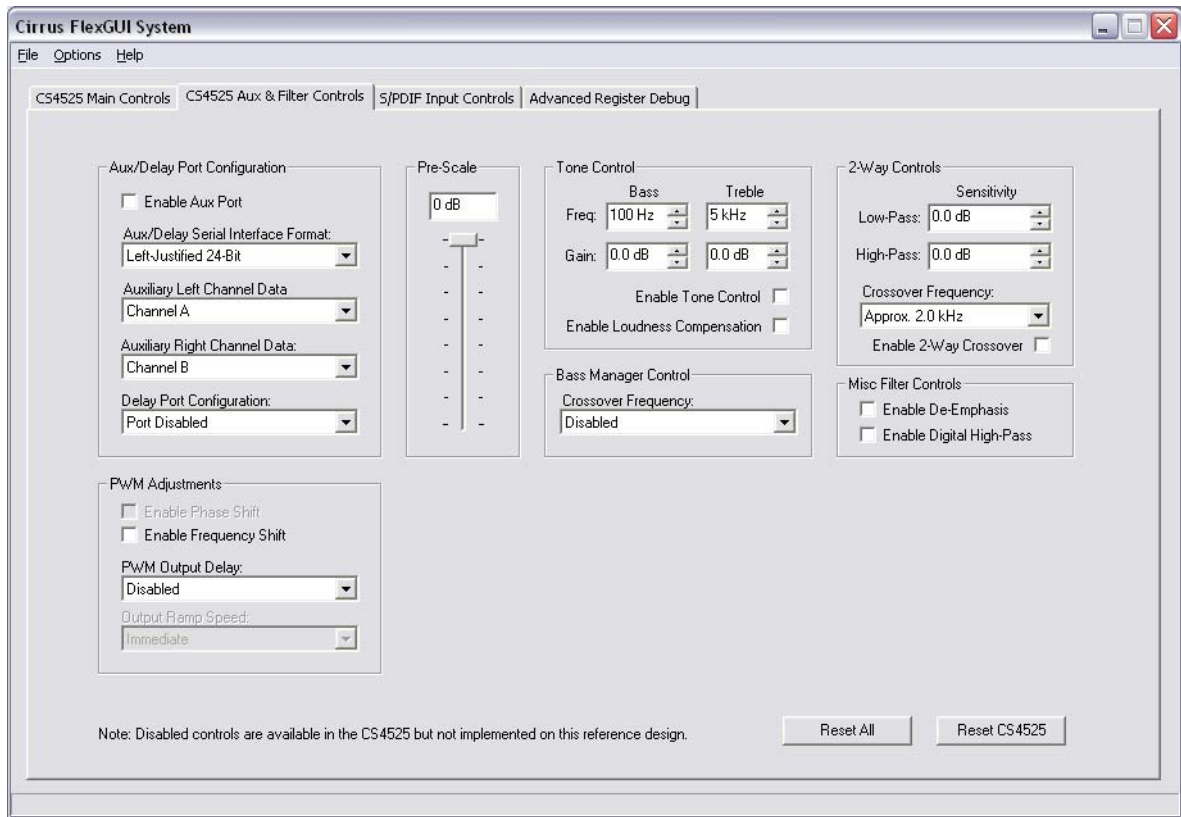 Cirrus FlexGUI System
File Options Help
CS4525 Main Controls CS4525 Aux & Filter Controls S/PDIF Input Controls Advanced Register Debug
Aux/Delay Port Configuration
Enable Aux Port
Aux/Delay Serial Interface Format:
Left-Justified 24-Bit
Auxiliary Left Channel Data
Channel A
Auxiliary Right Channel Data:
Channel B
Delay Port Configuration:
Port Disabled
Pre-Scale
0 dB
Tone Control
Bass Treble
Freq: 100 Hz 5 kHz
Gain: 0.0 dB 0.0 dB
Enable Tone Control
Enable Loudness Compensation
Bass Manager Control
Crossover Frequency:
Disabled
2-Way Controls
Sensitivity
Low-Pass: 0.0 dB
High-Pass: 0.0 dB
Crossover Frequency:
Approx. 2.0 kHz
Enable 2-Way Crossover
Misc Filter Controls
Enable De-Emphasis
Enable Digital High-Pass
PWM Adjustments
Enable Phase Shift
Enable Frequency Shift
PWM Output Delay:
Disabled
Output Ramp Speed:
Immediate
Note: Disabled controls are available in the CS4525 but not implemented on this reference design.
Reset All Reset CS4525